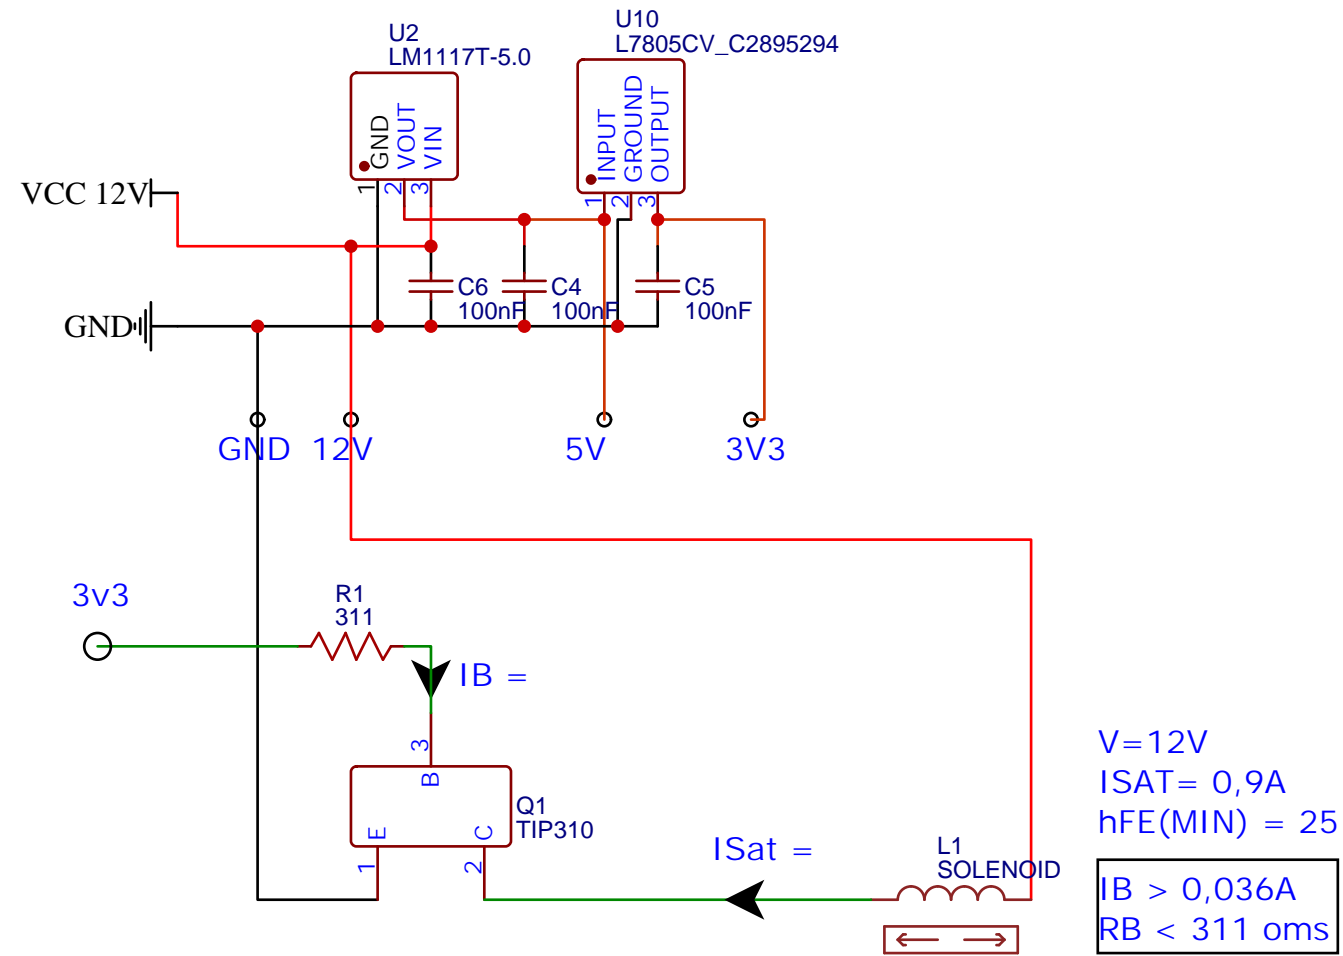 U2
LM1117T-5.0
GND
VOUT
VIN
1
2
3
U10
L7805CV_C2895294
INPUT
GROUND
OUTPUT
1
2
3
VCC 12V
GND
C6
100nF
C4
100nF
C5
100nF
GND
12V
5V
3V3
3v3
R1
311
IB =
3
B
E
C
Q1
TIP310
1
2
ISat =
L1
SOLENOID
V=12V
ISAT= 0,9A
hFE(MIN) = 25
IB > 0,036A
RB < 311 oms